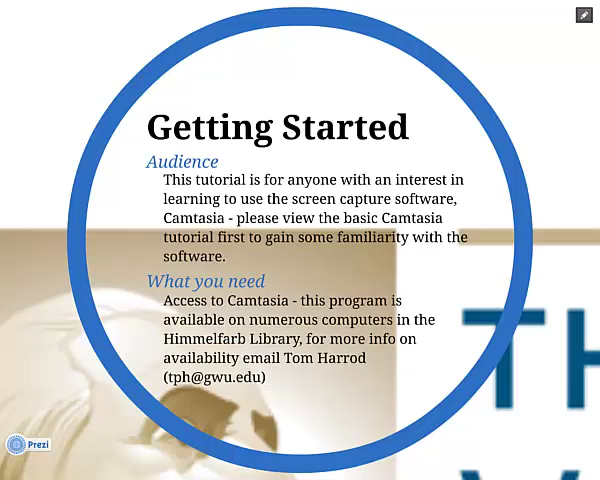 Getting Started
Audience
This tutorial is for anyone with an interest in
learning to use the screen capture software,
Camtasia - please view the basic Camtasia
tutorial first to gain some familiarity with the
software.
What you need
Access to Camtasia - this program is
available on numerous computers in the
Himmelfarb Library, for more info on
availability email Tom Harrod
(tph@gwu.edu)
TH
Prezi